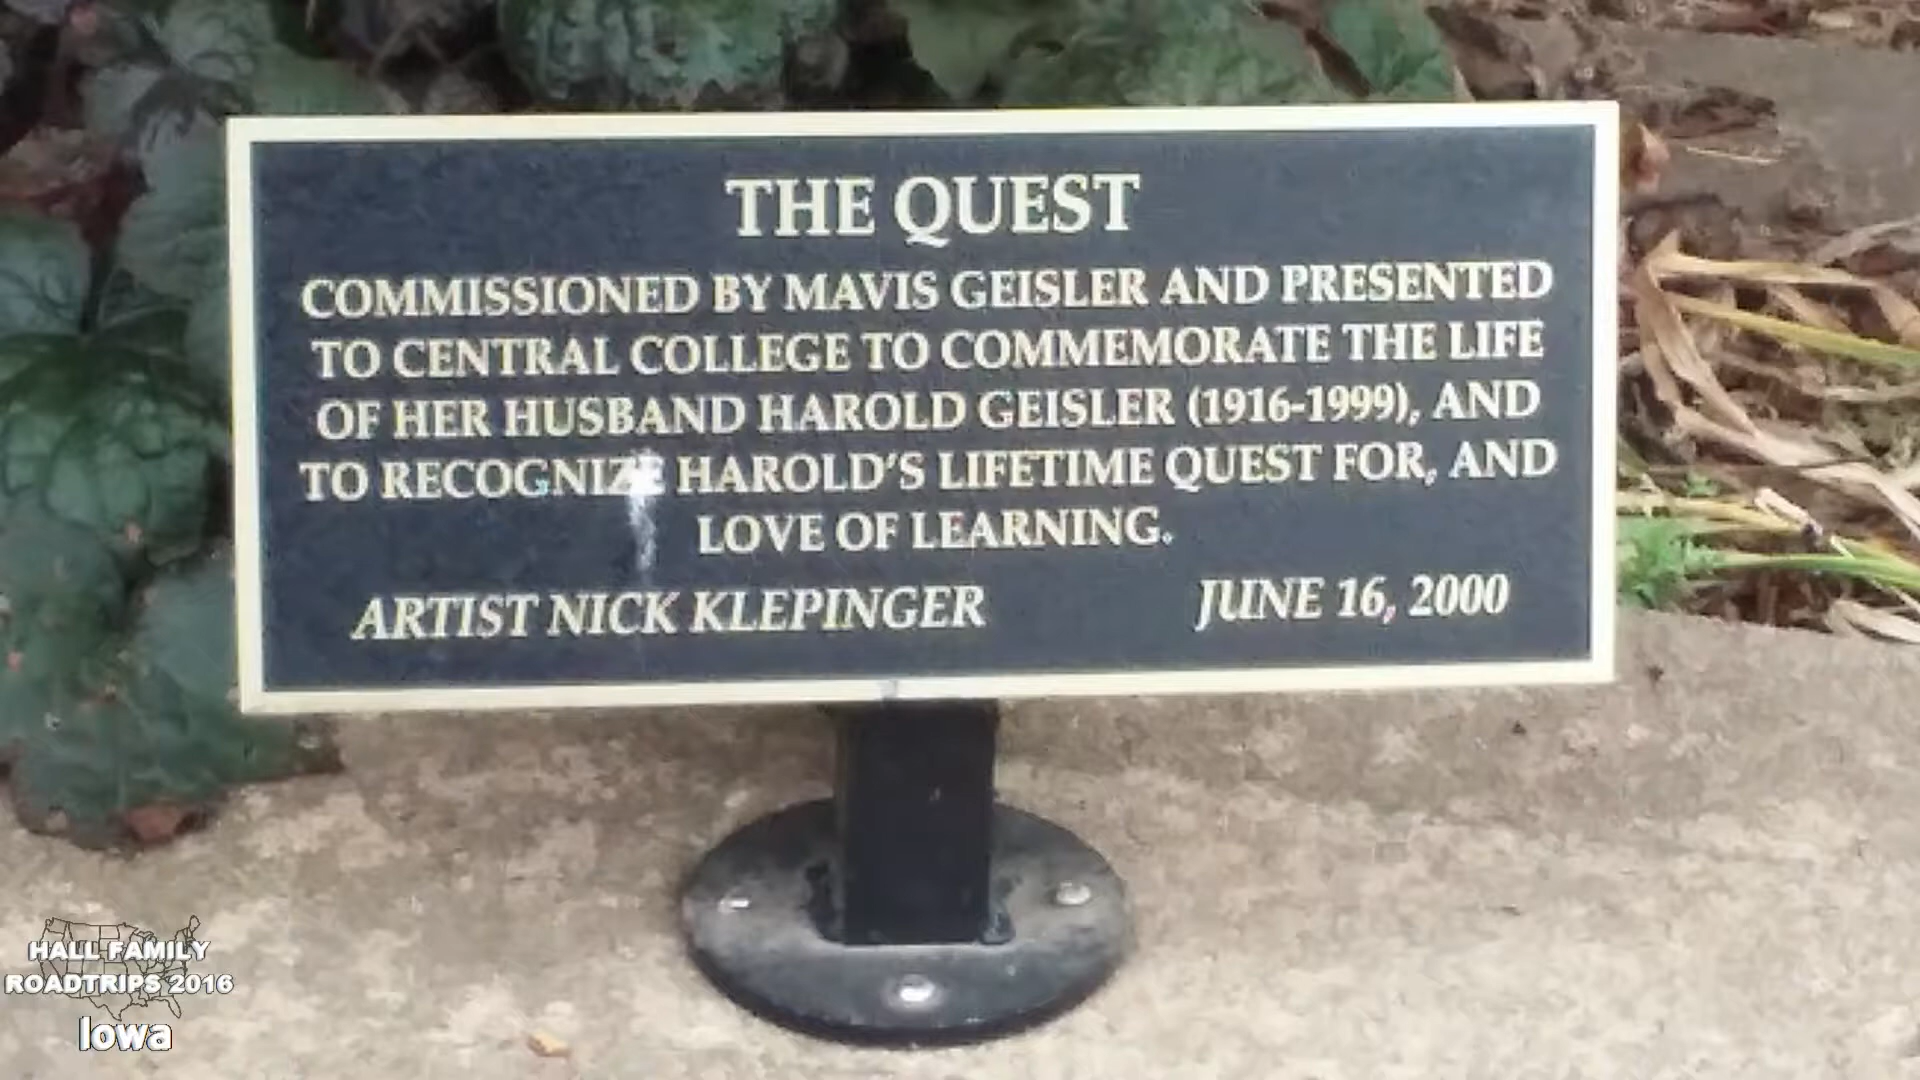 THE QUEST
COMMISSIONED BY MAVIS GEISLER AND PRESENTED
TO CENTRAL COLLEGE TO COMMEMORATE THE LIFE
OF HER HUSBAND HAROLD GEISLER (1916-1999), AND
TO RECOGNIZE HAROLD'S LIFETIME QUEST FOR, AND
LOVE OF LEARNING.
ARTIST NICK KLEPINGER JUNE 16, 2000
HALL FAMILY
ROADTRIPS 2016
Iowa